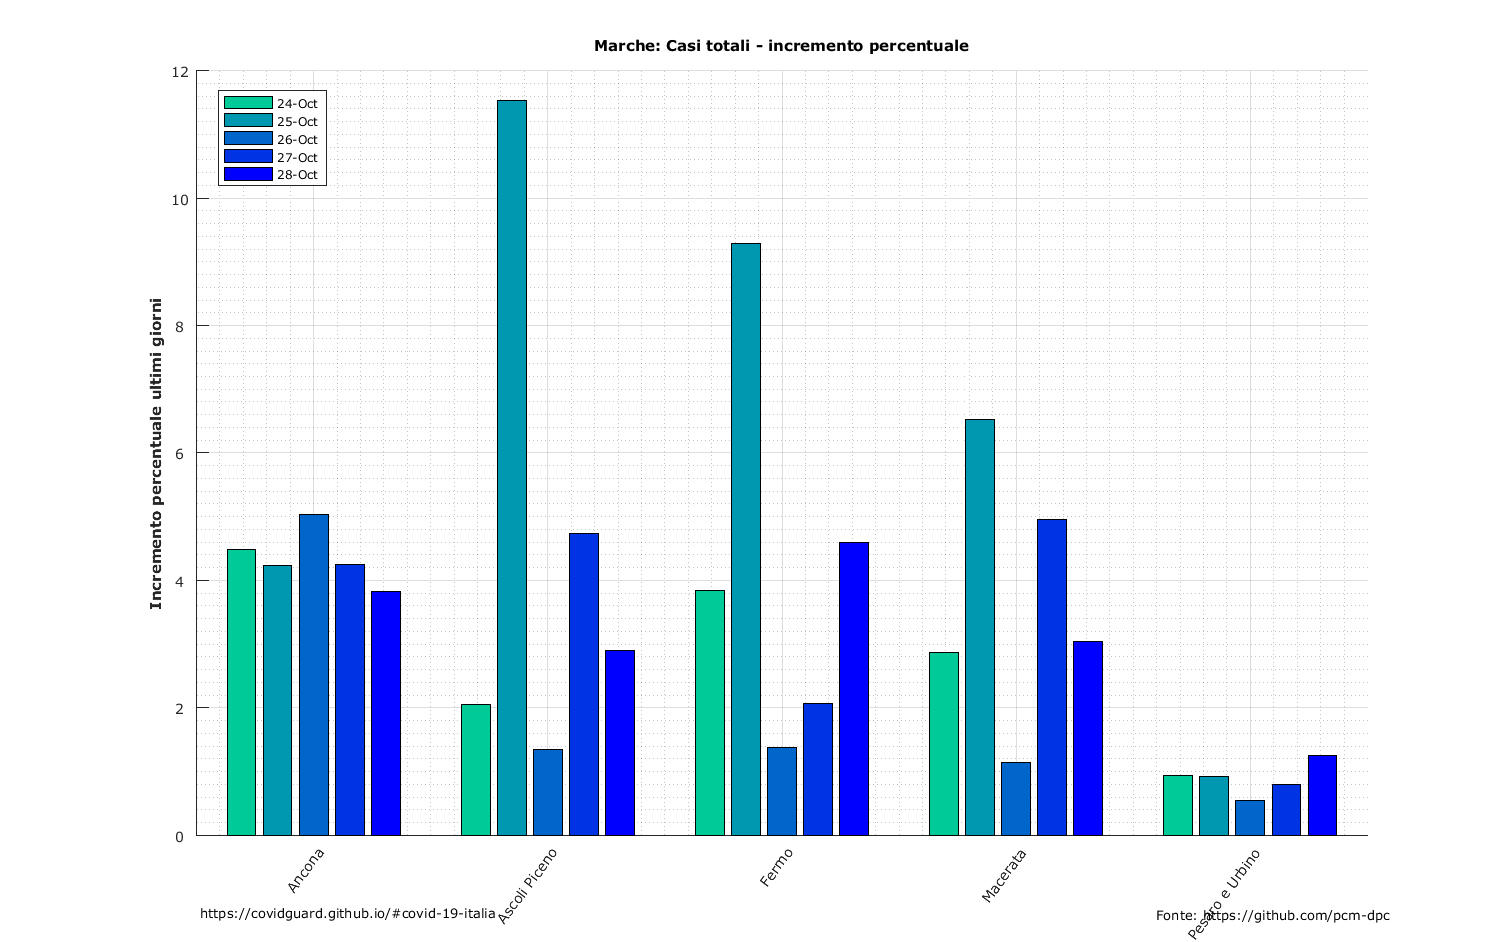 Marche: Casi totali - incremento percentuale
12
10
8
6
4
2
0
Incremento percentuale ultimi giorni
24-Oct
25-Oct
26-Oct
27-Oct
28-Oct
Ancona
Ascoli Piceno
Fermo
Macerata
Pesaro e Urbino
https://covidguard.github.io/#covid-19-italia
Fonte: https://github.com/pcm-dpc